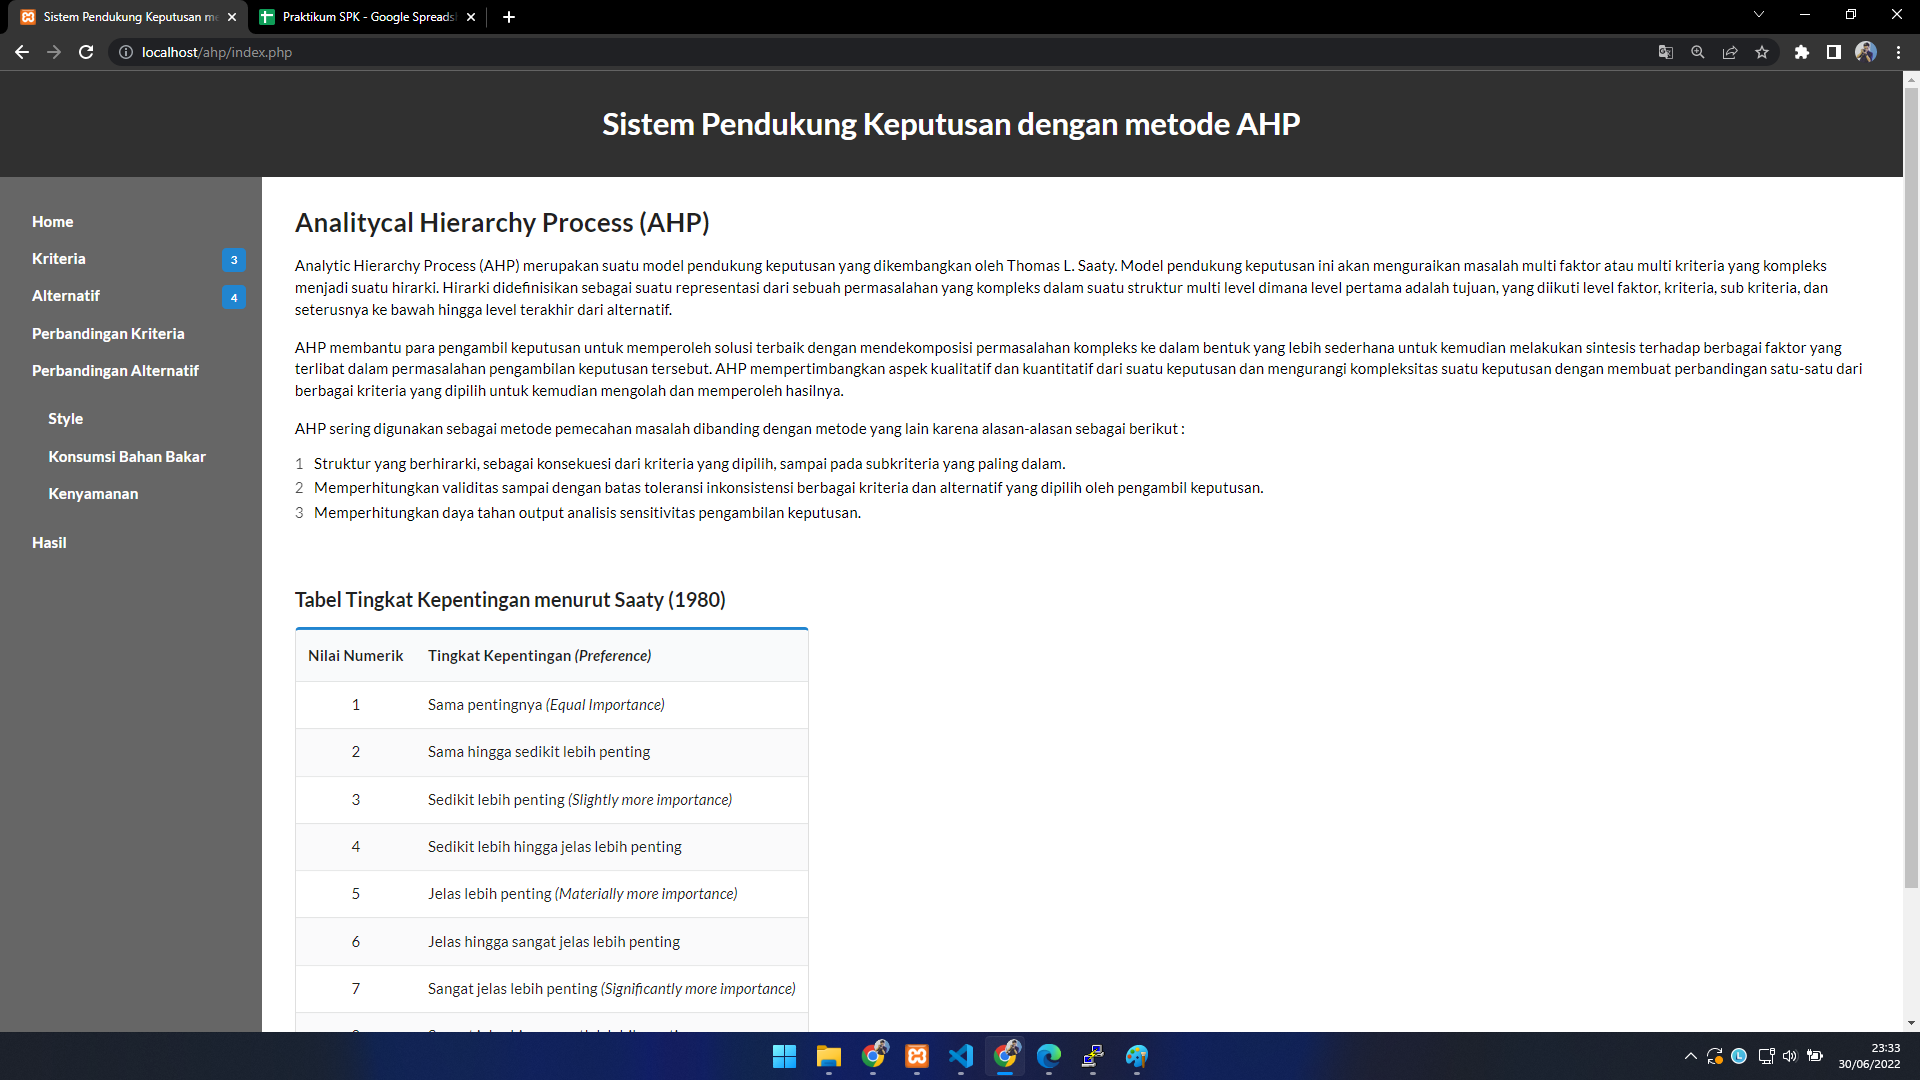 Sistem Pendukung Keputusan me
Praktikum SPK - Google Spreads
localhost/ahp/index.php
Sistem Pendukung Keputusan dengan metode AHP
Home
Kriteria 3
Alternatif 4
Perbandingan Kriteria
Perbandingan Alternatif
Style
Konsumsi Bahan Bakar
Kenyamanan
Hasil
Analitycal Hierarchy Process (AHP)
Analytic Hierarchy Process (AHP) merupakan suatu model pendukung keputusan yang dikembangkan oleh Thomas L. Saaty. Model pendukung keputusan ini akan menguraikan masalah multi faktor atau multi kriteria yang kompleks
menjadi suatu hirarki. Hirarki didefinisikan sebagai suatu representasi dari sebuah permasalahan yang kompleks dalam suatu struktur multi level dimana level pertama adalah tujuan, yang diikuti level faktor, kriteria, sub kriteria, dan
seterusnya ke bawah hingga level terakhir dari alternatif.
AHP membantu para pengambil keputusan untuk memperoleh solusi terbaik dengan mendekomposisi permasalahan kompleks ke dalam bentuk yang lebih sederhana untuk kemudian melakukan sintesis terhadap berbagai faktor yang
terlibat dalam permasalahan pengambilan keputusan tersebut. AHP mempertimbangkan aspek kualitatif dan kuantitatif dari suatu keputusan dan mengurangi kompleksitas suatu keputusan dengan membuat perbandingan satu-satu dari
berbagai kriteria yang dipilih untuk kemudian mengolah dan memperoleh hasilnya.
AHP sering digunakan sebagai metode pemecahan masalah dibanding dengan metode yang lain karena alasan-alasan sebagai berikut :
1 Struktur yang berhirarki, sebagai konsekuesi dari kriteria yang dipilih, sampai pada subkriteria yang paling dalam.
2 Memperhitungkan validitas sampai dengan batas toleransi inkonsistensi berbagai kriteria dan alternatif yang dipilih oleh pengambil keputusan.
3 Memperhitungkan daya tahan output analisis sensitivitas pengambilan keputusan.
Tabel Tingkat Kepentingan menurut Saaty (1980)
Nilai Numerik Tingkat Kepentingan (Preference)
1 Sama pentingnya (Equal Importance)
2 Sama hingga sedikit lebih penting
3 Sedikit lebih penting (Slightly more importance)
4 Sedikit lebih hingga jelas lebih penting
5 Jelas lebih penting (Materially more importance)
6 Jelas hingga sangat jelas lebih penting
7 Sangat jelas lebih penting (Significantly more importance)
23:33
30/06/2022